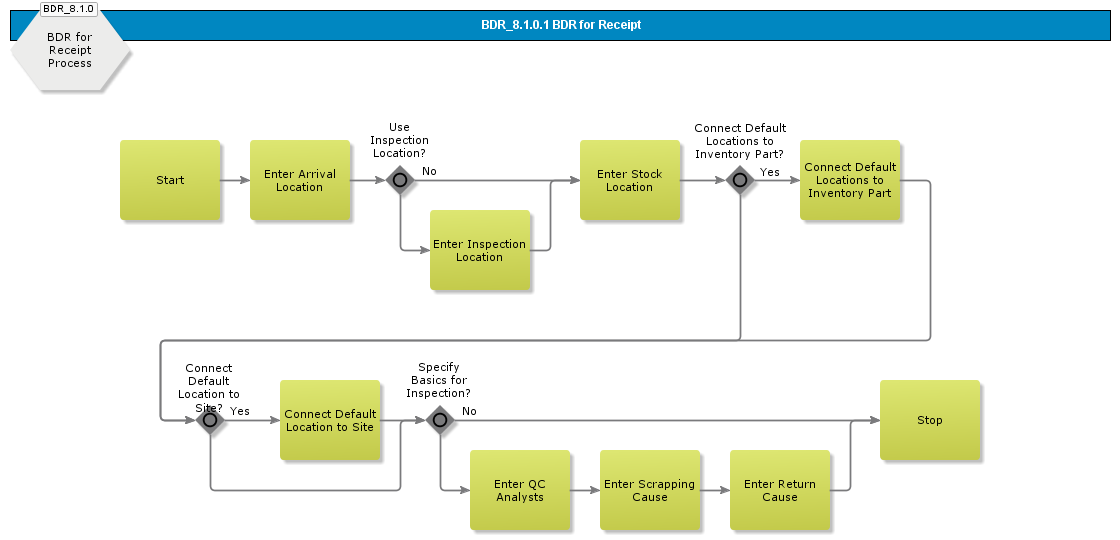 BDR_8.1.0
BDR_8.1.0.1 BDR for Receipt
BDR for
Receipt
Process
Use
Inspection
Location?
Connect Default
Locations to
Inventory Part?
Start
Enter Arrival
Location
No
Enter Stock
Location
Yes
Connect Default
Locations to
Inventory Part
Enter Inspection
Location
Connect
Default
Location to
Site?
Yes
Connect Default
Location to Site
Specify
Basics for
Inspection?
No
Stop
Enter QC
Analysts
Enter Scrapping
Cause
Enter Return
Cause